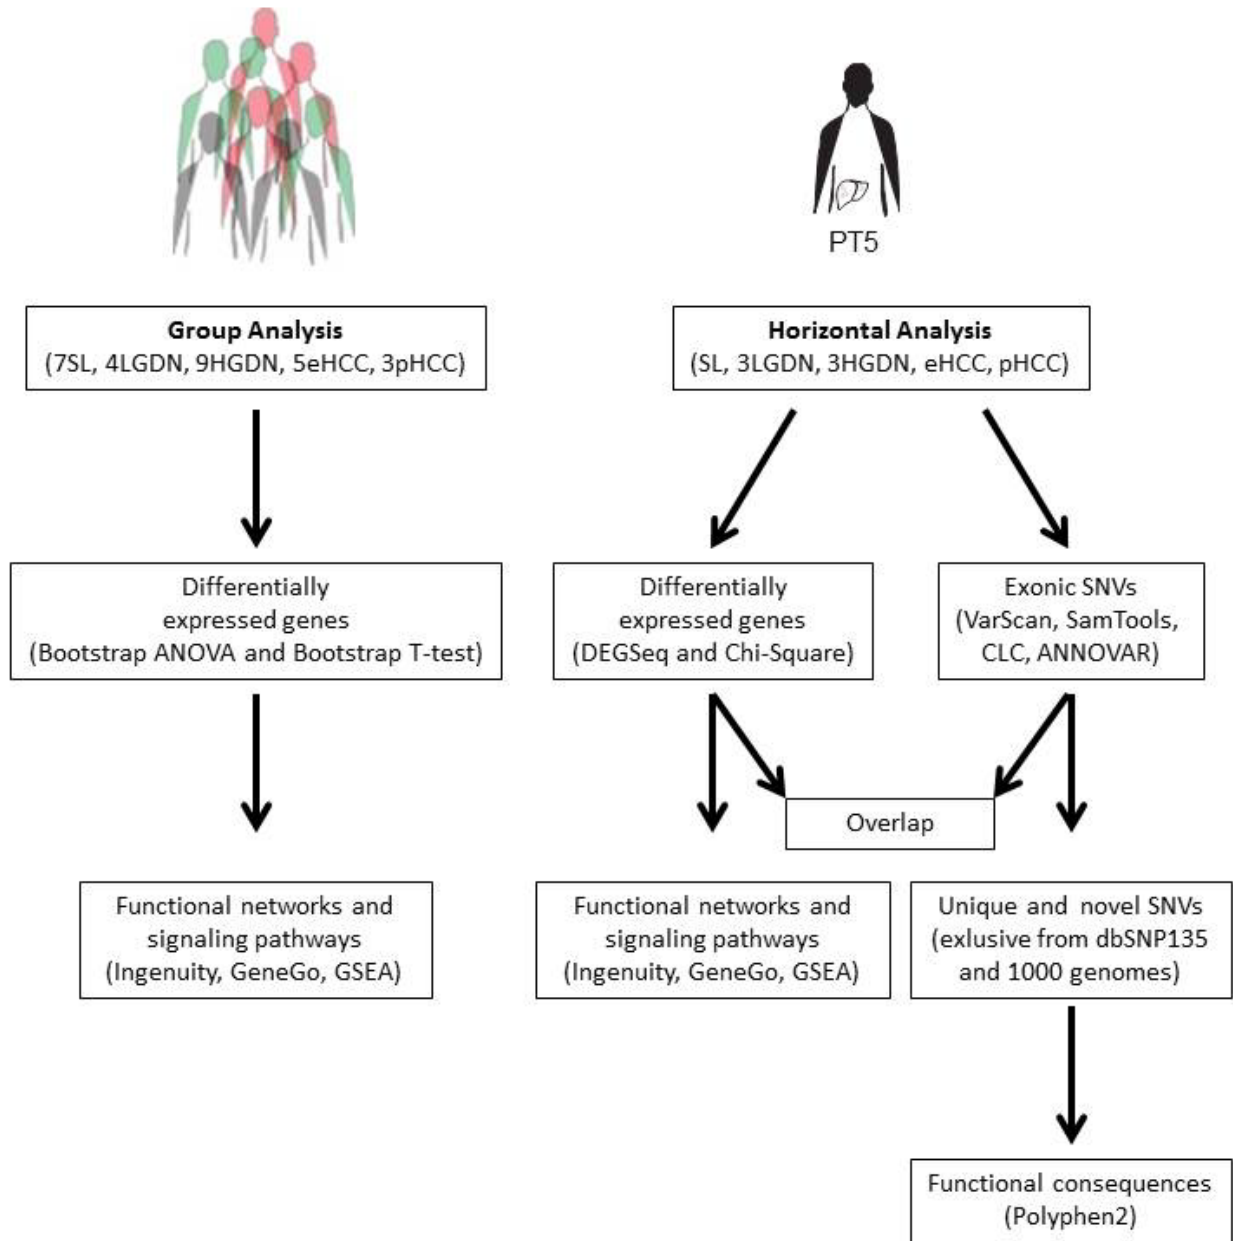 PT5
Group Analysis
(7SL, 4LGDN, 9HGDN, 5eHCC, 3pHCC)
Horizontal Analysis
(SL, 3LGDN, 3HGDN, eHCC, pHCC)
Differentially
expressed genes
(Bootstrap ANOVA and Bootstrap T-test)
Differentially
expressed genes
(DEGSeq and Chi-Square)
Exonic SNVs
(VarScan, SamTools,
CLC, ANNOVAR)
Overlap
Functional networks and
signaling pathways
(Ingenuity, GeneGo, GSEA)
Functional networks and
signaling pathways
(Ingenuity, GeneGo, GSEA)
Unique and novel SNVs
(exlusive from dbSNP135
and 1000 genomes)
Functional consequences
(Polyphen2)